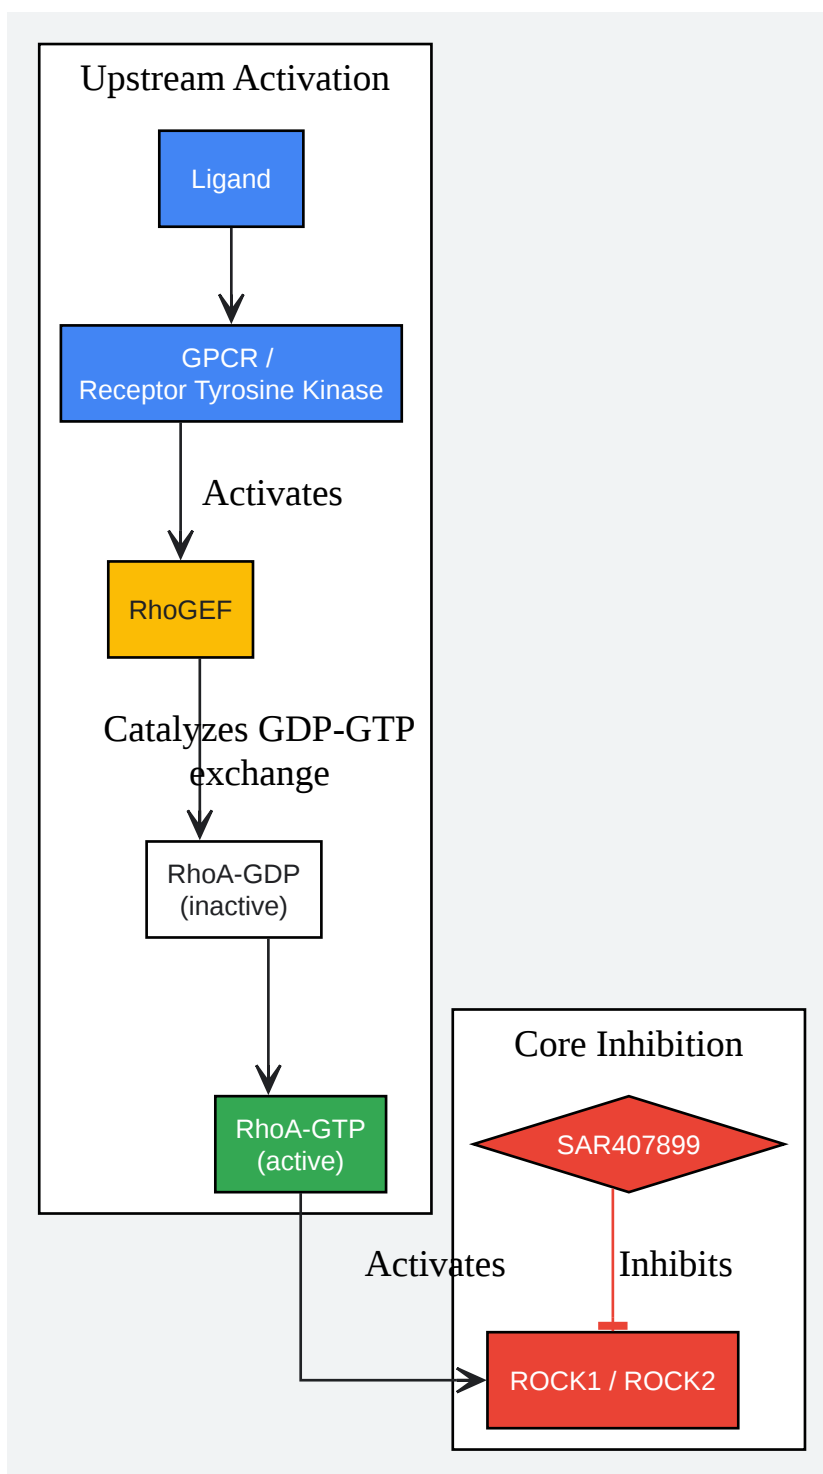 Upstream Activation
Ligand
GPCR /
Receptor Tyrosine Kinase
Activates
RhoGEF
Catalyzes GDP-GTP
exchange
RhoA-GDP
(inactive)
RhoA-GTP
(active)
Core Inhibition
SAR407899
Activates
Inhibits
ROCK1 / ROCK2